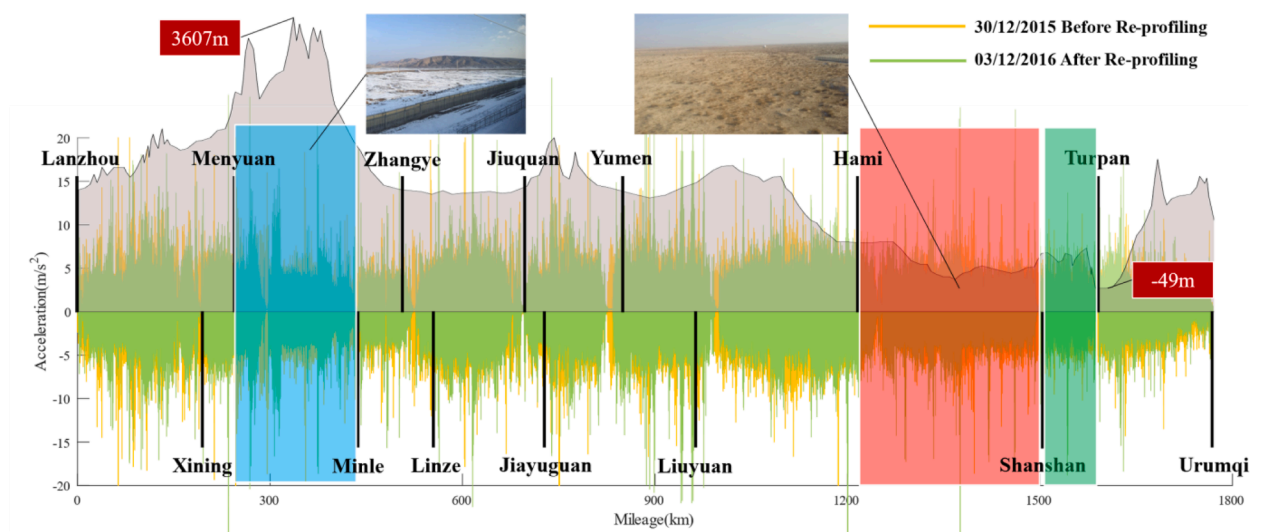 3607m
30/12/2015 Before Re-profiling
03/12/2016 After Re-profiling
20
Lanzhou
Menyuan
Zhangye
Jiuquan
Yumen
Hami
Turpan
15
10
5
0
-5
-10
-15
-20
Acceleration(m/s²)
-49m
Xining
Minle
Linze
Jiayuguan
Liuyuan
Shanshan
Urumqi
0
300
600
900
1200
1500
1800
Mileage(km)